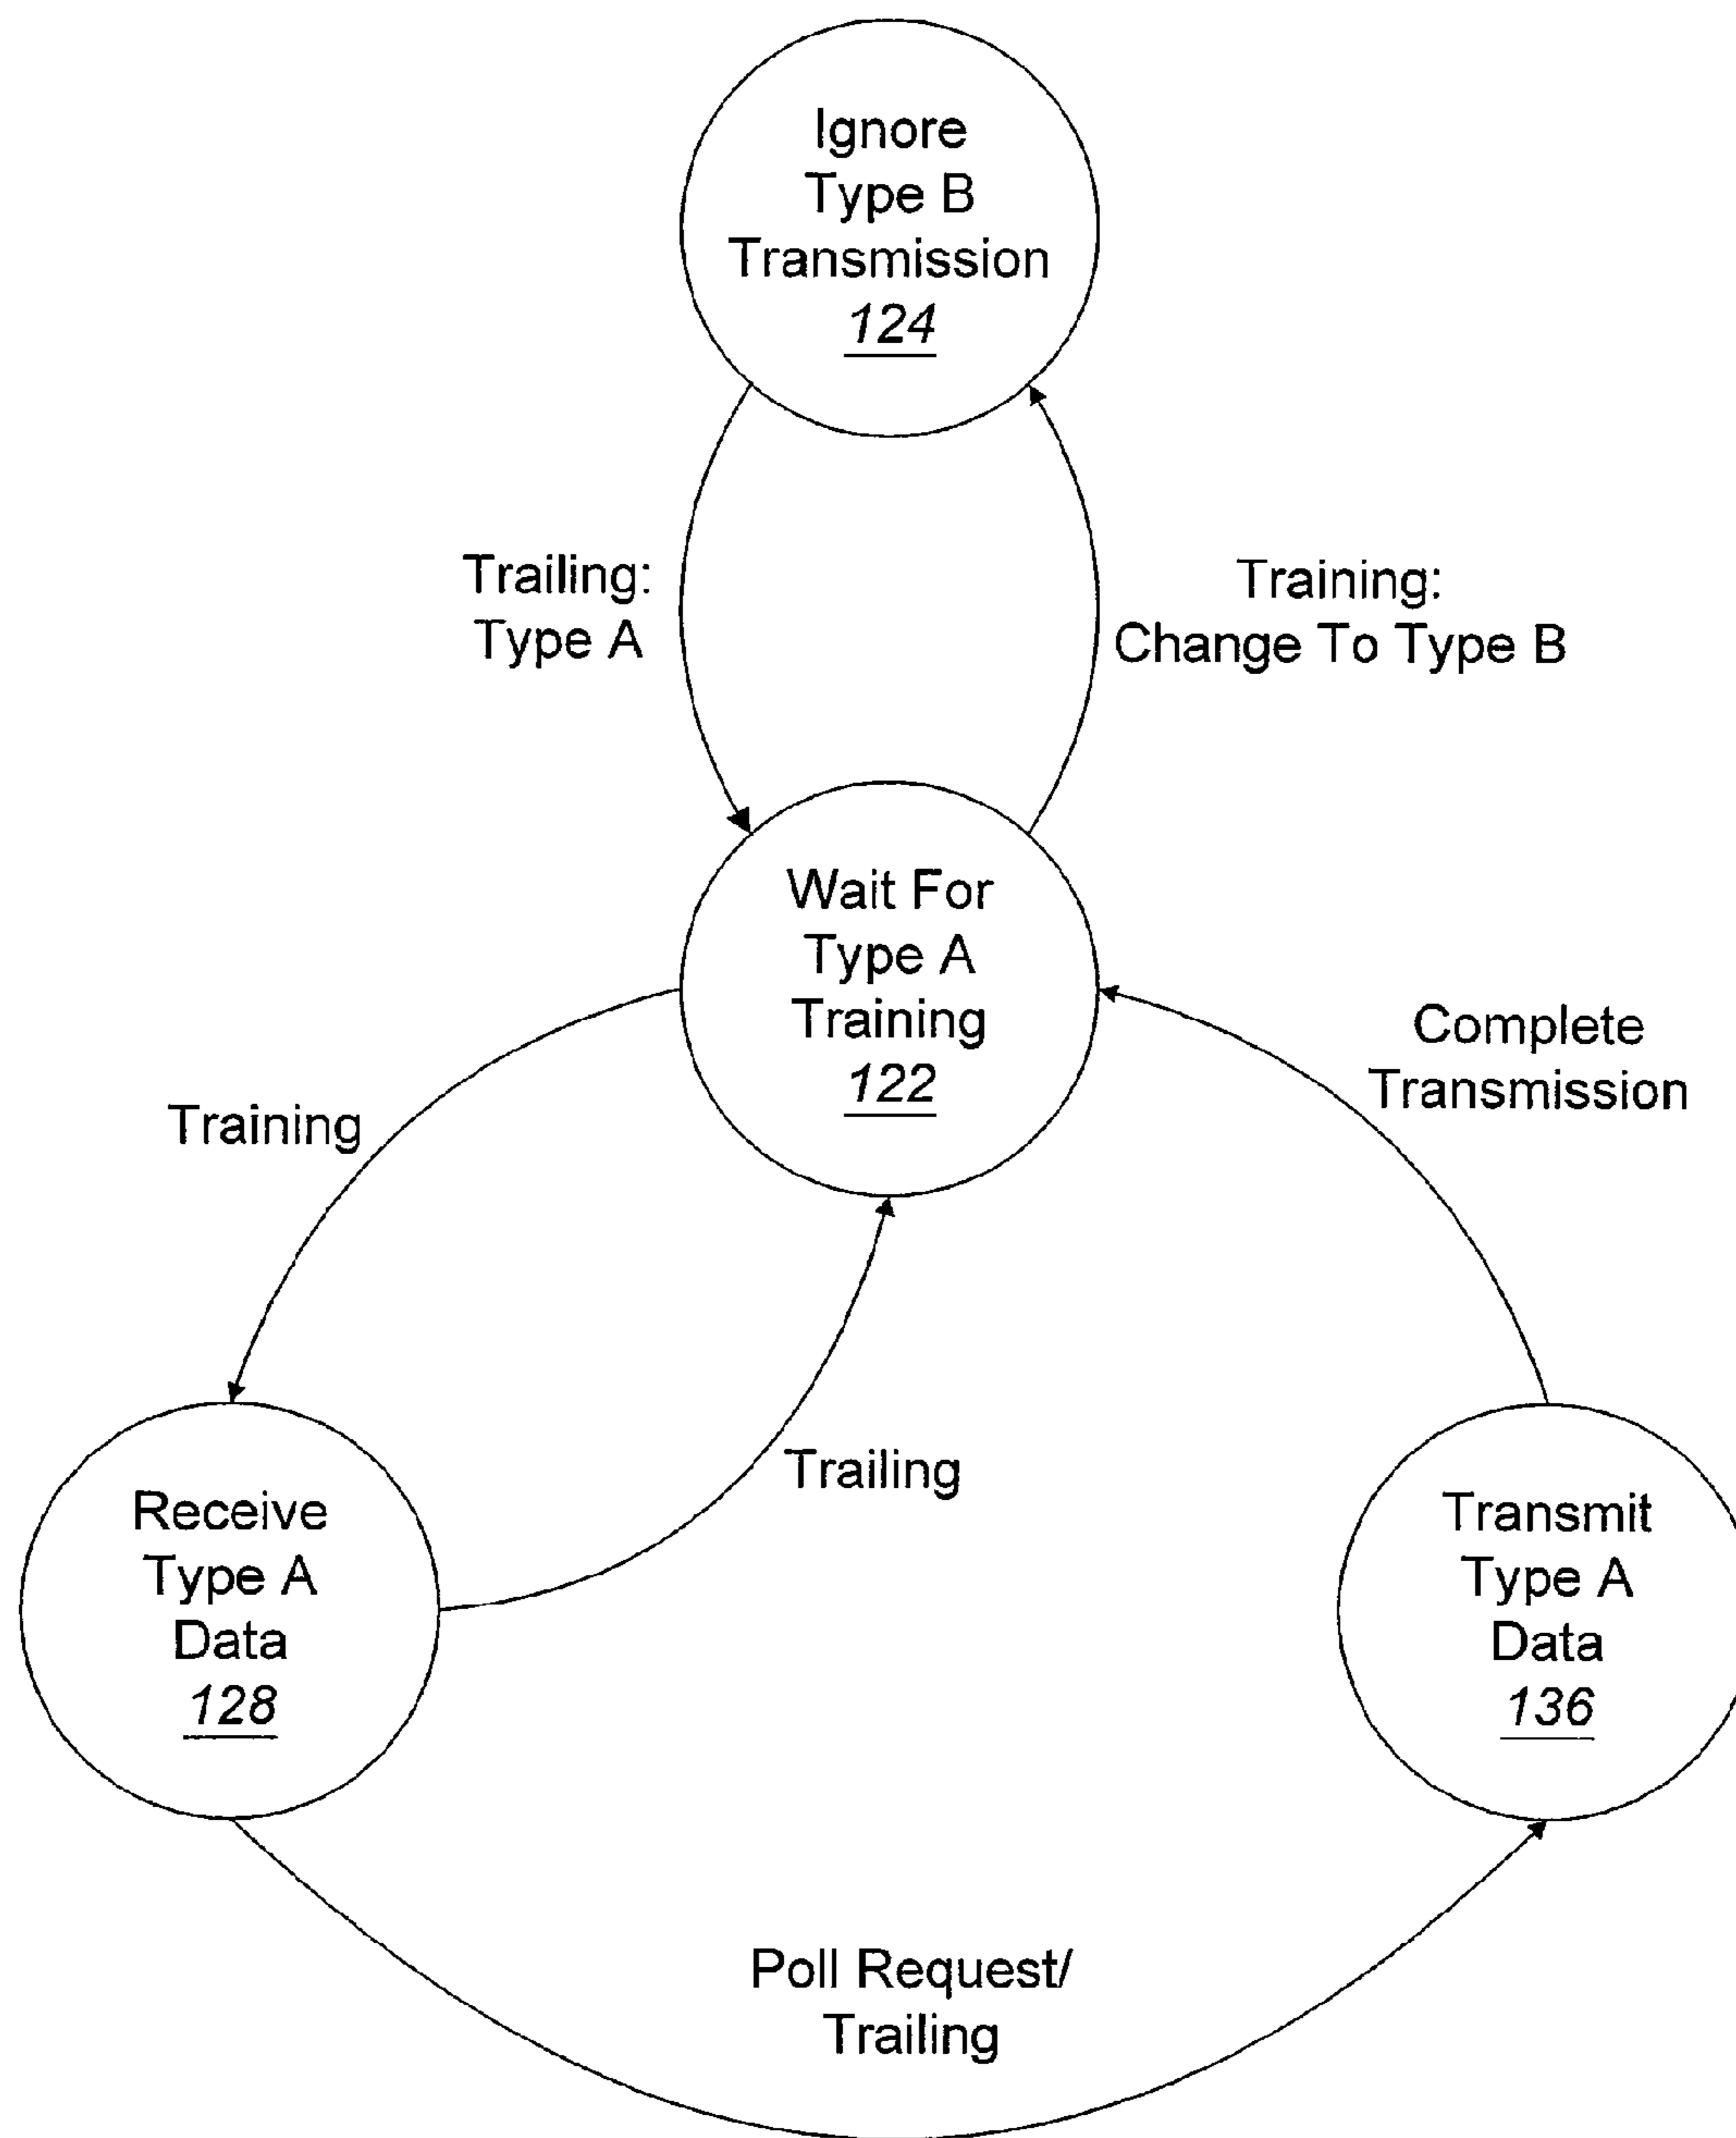 Ignore
Type B
Transmission
124
Trailing:
Type A
Training:
Change To Type B
Wait For
Type A
Training
122
Complete
Transmission
Training
Trailing
Receive
Type A
Data
128
Transmit
Type A
Data
136
Poll Request/
Trailing